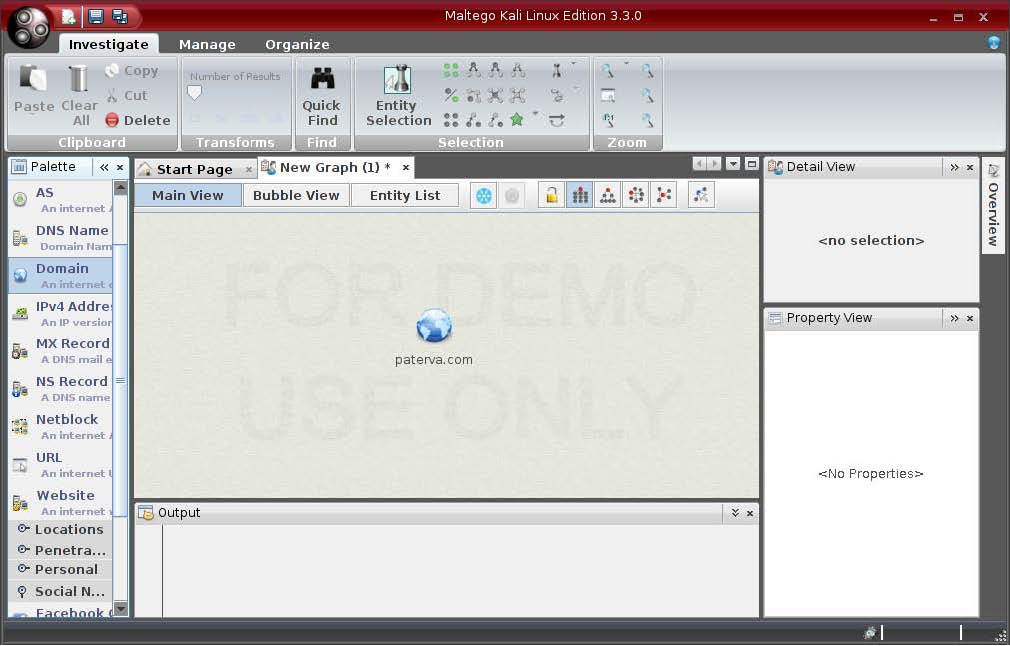 Maltego Kali Linux Edition 3.3.0
Investigate Manage Organize
Paste
Clear All
Copy
Cut
Delete
Clipboard
Number of Results
Transforms
Quick Find
Find
Entity Selection
Selection
Zoom
Palette
Start Page
New Graph (1) *
Main View Bubble View Entity List
AS
An internet
DNS Name
Domain Nam
Domain
An internet
IPv4 Addre
An IP version
MX Record
A DNS mail e
NS Record
A DNS name
Netblock
An internet
URL
An internet
Website
An internet
Locations
Penetra...
Personal
Social N...
Facebook
FOR DEMO
USE ONLY
paterva.com
Output
Detail View
<no selection>
Property View
<No Properties>
Overview